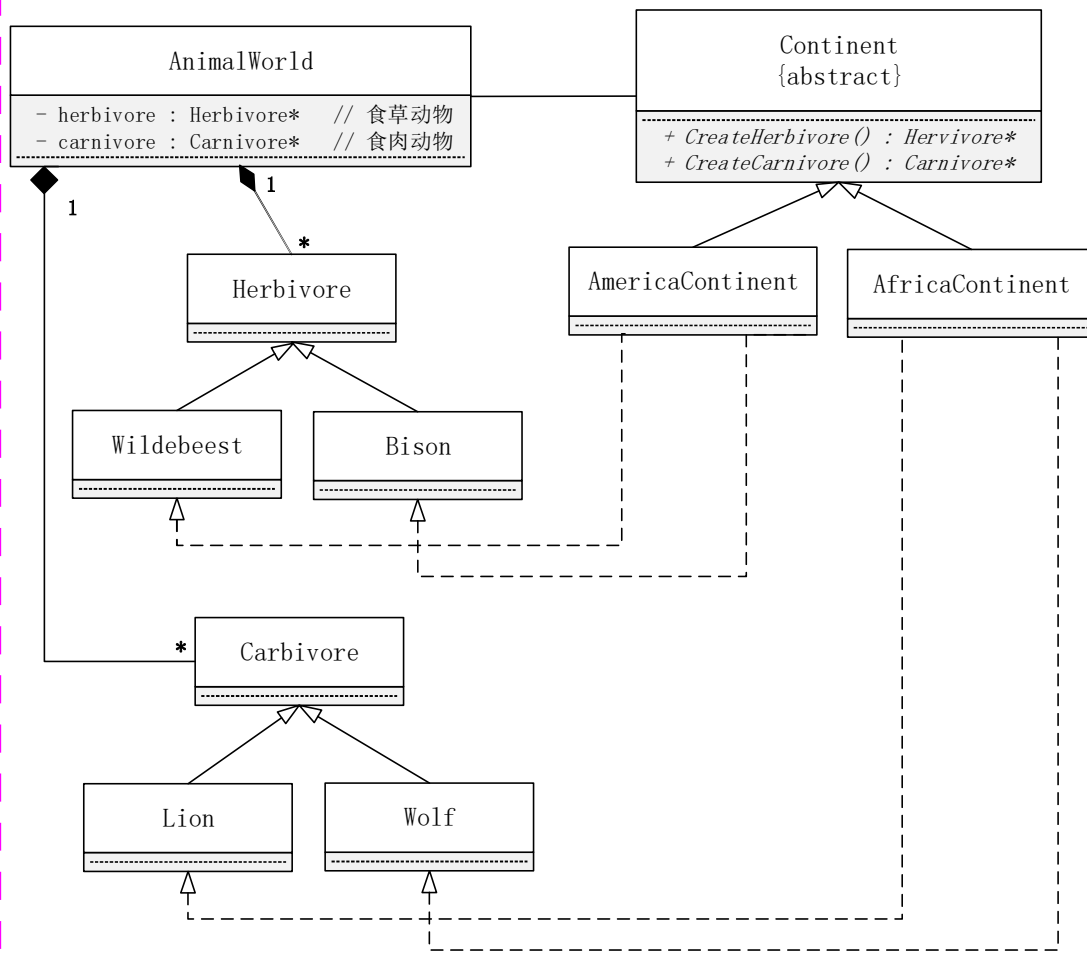 AnimalWorld
- herbivore : Herbivore* // 食草动物
- carnivore : Carnivore* // 食肉动物
Continent
{abstract}
+ CreateHerbivore() : Hervivore*
+ CreateCarnivore() : Carnivore*
1
1
*
Herbivore
AmericaContinent
AfricaContinent
Wildebeest
Bison
*
Carbivore
Lion
Wolf